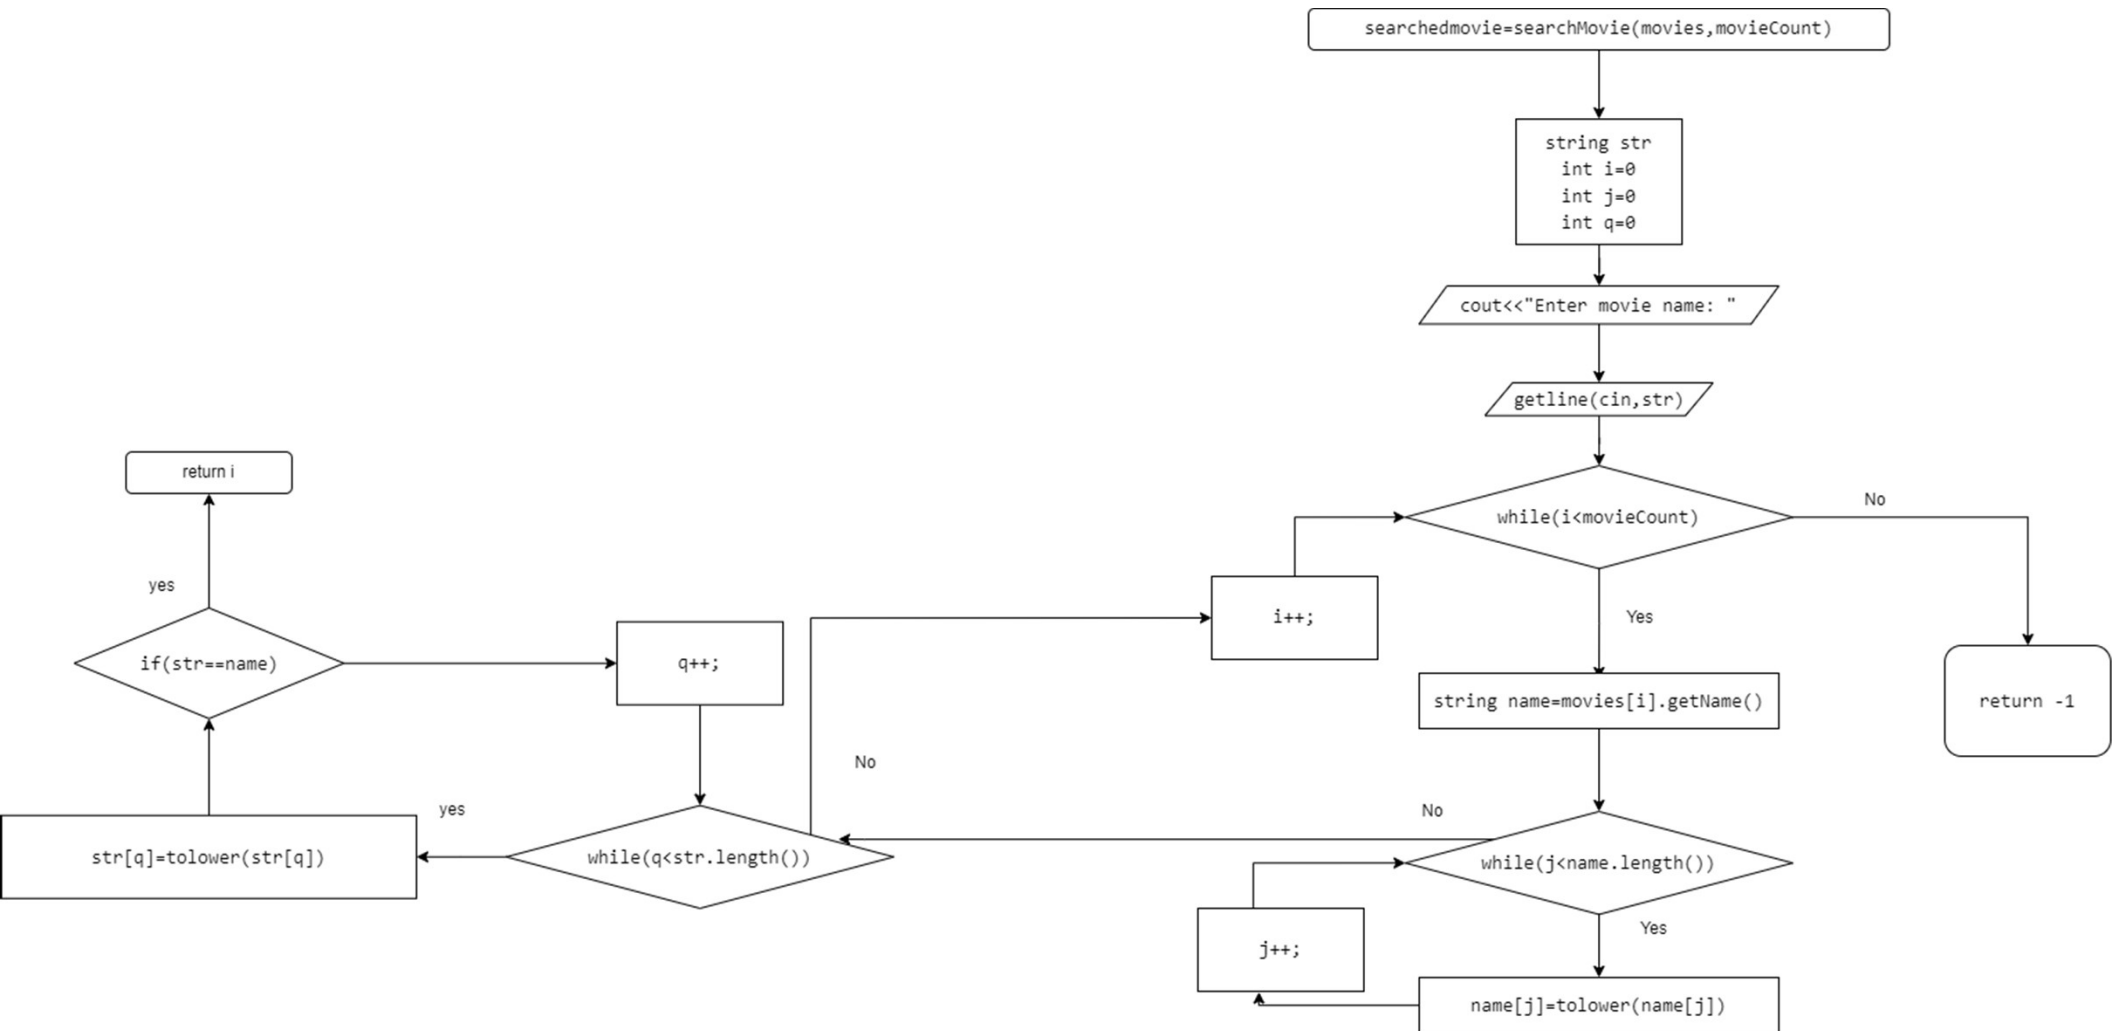 searchedmovie=searchMovie(movies,movieCount)
string str
int i=0
int j=0
int q=0
cout<<"Enter movie name: "
getline(cin,str)
while(i<movieCount)
No
return -1
Yes
i++;
string name=movies[i].getName()
while(j<name.length())
Yes
name[j]=tolower(name[j])
j++;
No
while(q<str.length())
No
yes
str[q]=tolower(str[q])
if(str==name)
yes
return i
q++;